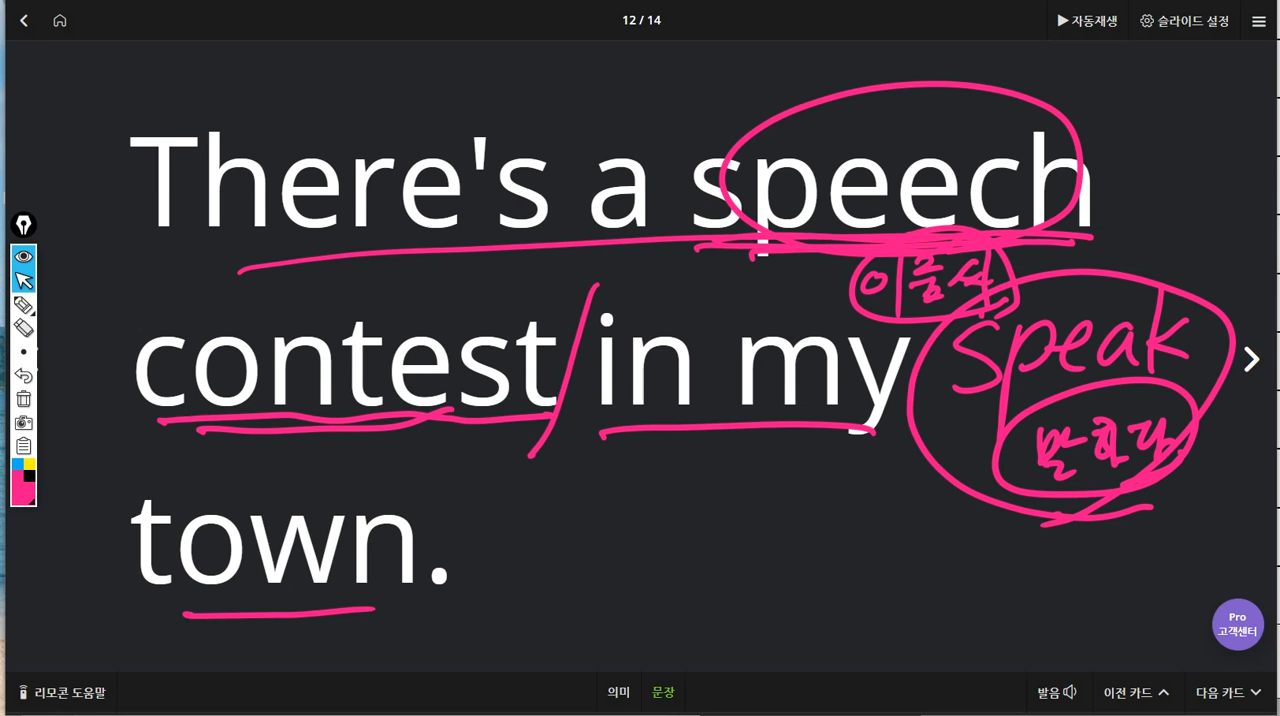 12 / 14
▶ 자동재생
슬라이드 설정
There's a speech
이름씨
contest / in my
speak
말하다
town.
Pro
고객센터
리모콘 도움말
의미
문장
발음
이전 카드
다음 카드